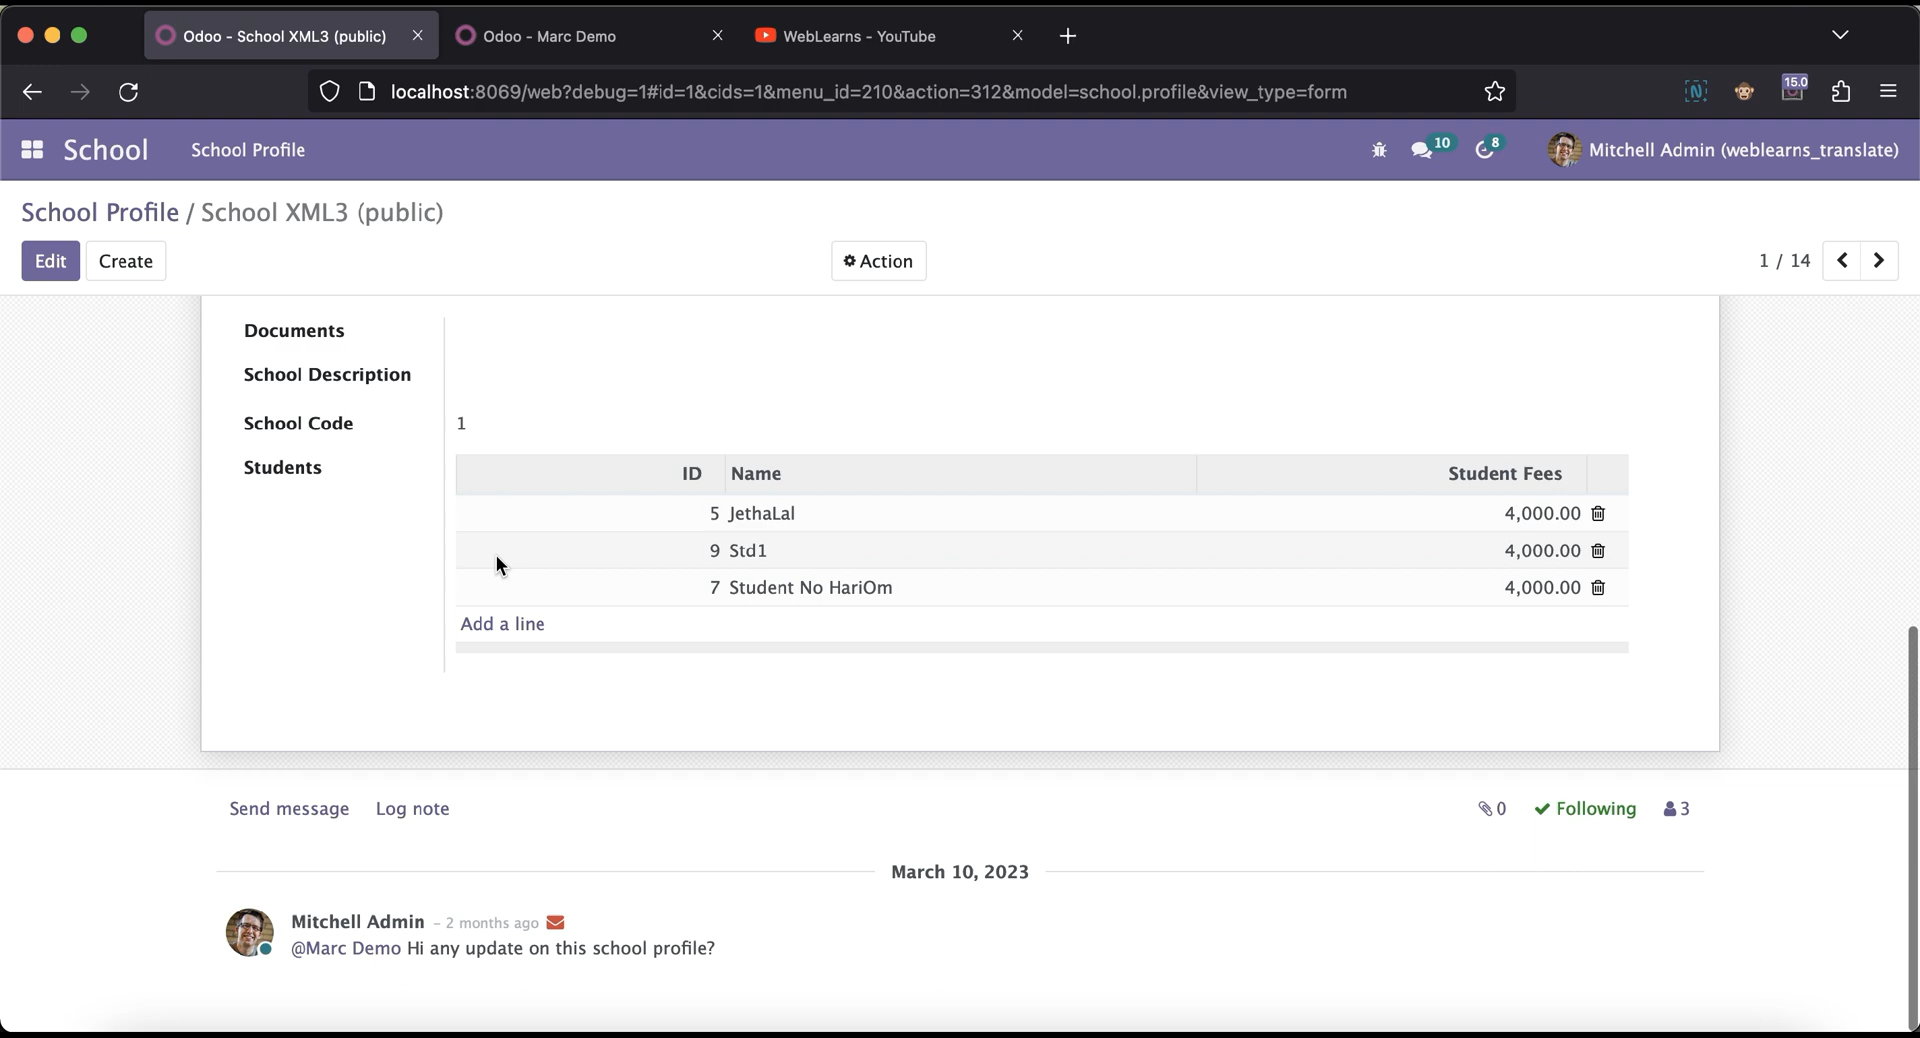 Odoo - School XML3 (public)
Odoo - Marc Demo
WebLearns - YouTube
localhost:8069/web?debug=1#id=1&cids=1&menu_id=210&action=312&model=school.profile&view_type=form
15.0
School
School Profile
10
8
Mitchell Admin (weblearns_translate)
School Profile / School XML3 (public)
Edit
Create
Action
1 / 14
Documents
School Description
School Code
1
Students
ID
Name
Student Fees
5
JethaLal
4,000.00
9
Std1
4,000.00
7
Student No HariOm
4,000.00
Add a line
Send message
Log note
0
Following
3
March 10, 2023
Mitchell Admin - 2 months ago
@Marc Demo Hi any update on this school profile?